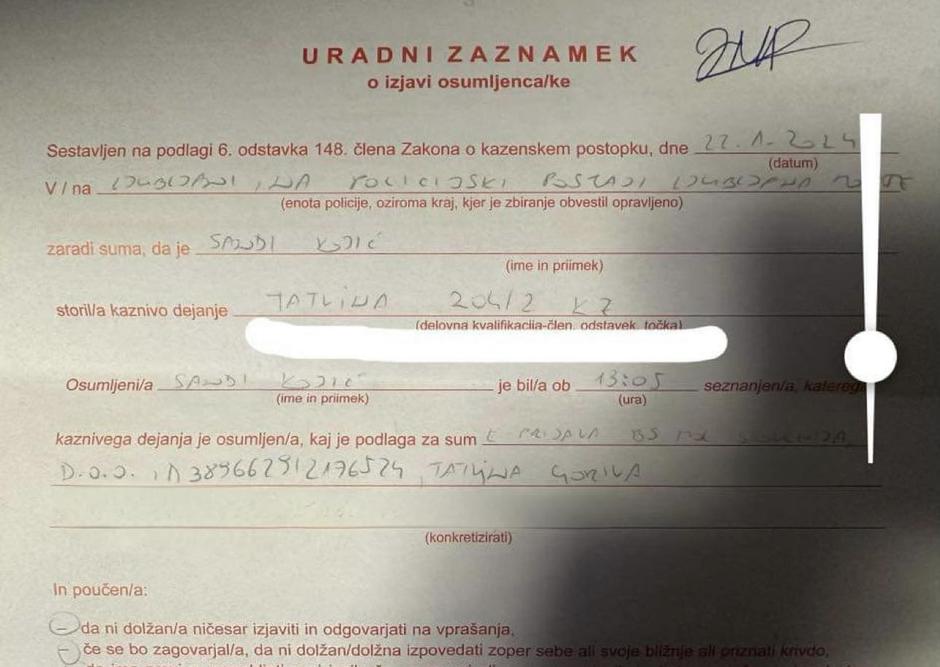 URADNI ZAZNAMEK
o izjavi osumljenca/ke
Sestavljen na podlagi 6. odstavka 148. člena Zakona o kazenskem postopku, dne 22.1.2024
(datum)
V / na LJUBLJANI, NA POLICIJSKI POSTAJI LJUBLJANA
(enota policije, oziroma kraj, kjer je zbiranje obvestil opravljeno)
zaradi suma, da je SANDI KOJIĆ
(ime in priimek)
storil/a kaznivo dejanje TATVINA 204/2 KZ
(delovna kvalifikacija-člen, odstavek, točka)
Osumljeni/a SANDI KOJIĆ je bil/a ob 13:05 seznanjen/a, katerega
(ime in priimek) (ura)
kaznivega dejanja je osumljen/a, kaj je podlaga za sum E PRIJAVA BS
D.O.O. TATVINA GORIVA
(konkretizirati)
In poučen/a:
da ni dolžan/a ničesar izjaviti in odgovarjati na vprašanja,
če se bo zagovarjal/a, da ni dolžan/dolžna izpovedati zoper sebe ali svoje bližnje ali priznati krivdo,